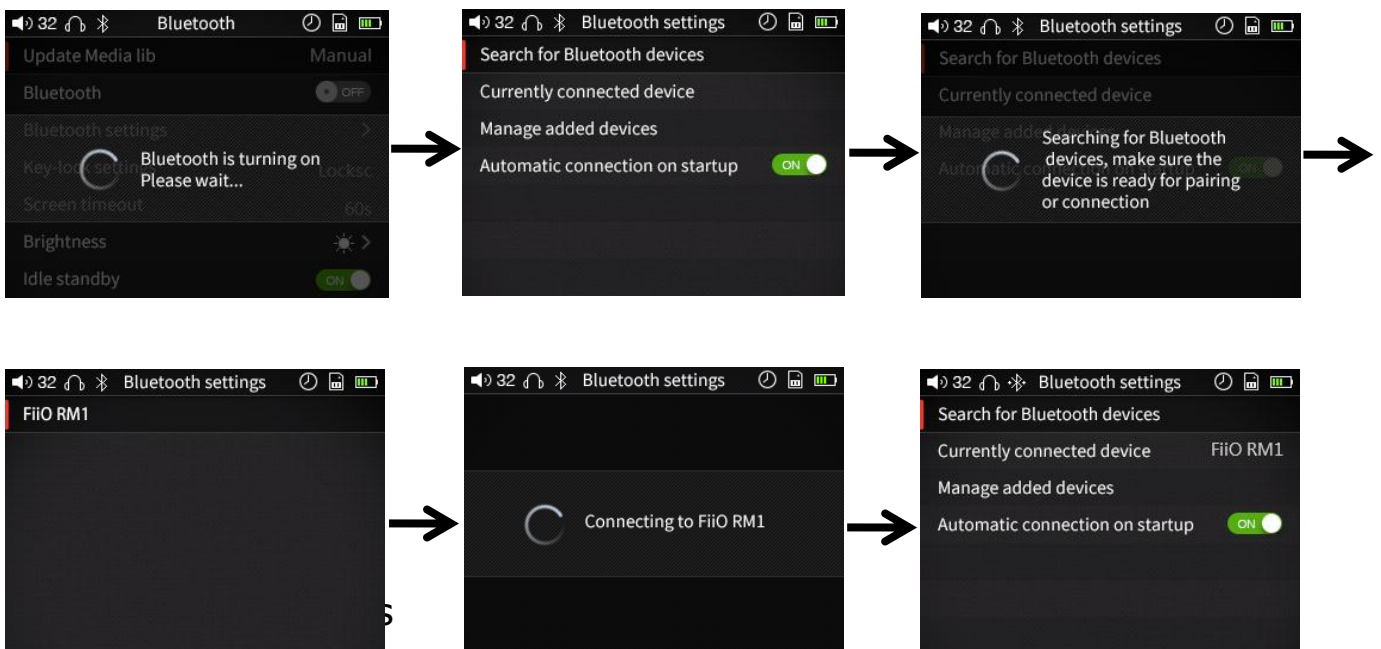 32 Bluetooth
Update Media lib Manual
Bluetooth OFF
Bluetooth settings
Bluetooth is turning on
Please wait...
Screen timeout 60s
Brightness
Idle standby ON
32 Bluetooth settings
Search for Bluetooth devices
Currently connected device
Manage added devices
Automatic connection on startup ON
32 Bluetooth settings
Search for Bluetooth devices
Currently connected device
Searching for Bluetooth
devices, make sure the
device is ready for pairing
or connection
32 Bluetooth settings
FiiO RM1
s
32 Bluetooth settings
Connecting to FiiO RM1
32 Bluetooth settings
Search for Bluetooth devices
Currently connected device FiiO RM1
Manage added devices
Automatic connection on startup ON